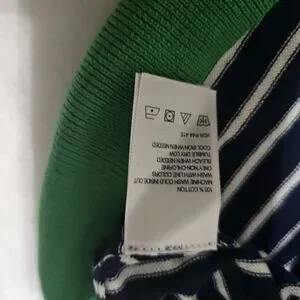 100% COTTON
MACHINE WASH COLD INSIDE OUT
WASH WITH LIKE COLORS
ONLY NON-CHLORINE
BLEACH WHEN NEEDED
TUMBLE DRY LOW
COOL IRON WHEN NEEDED